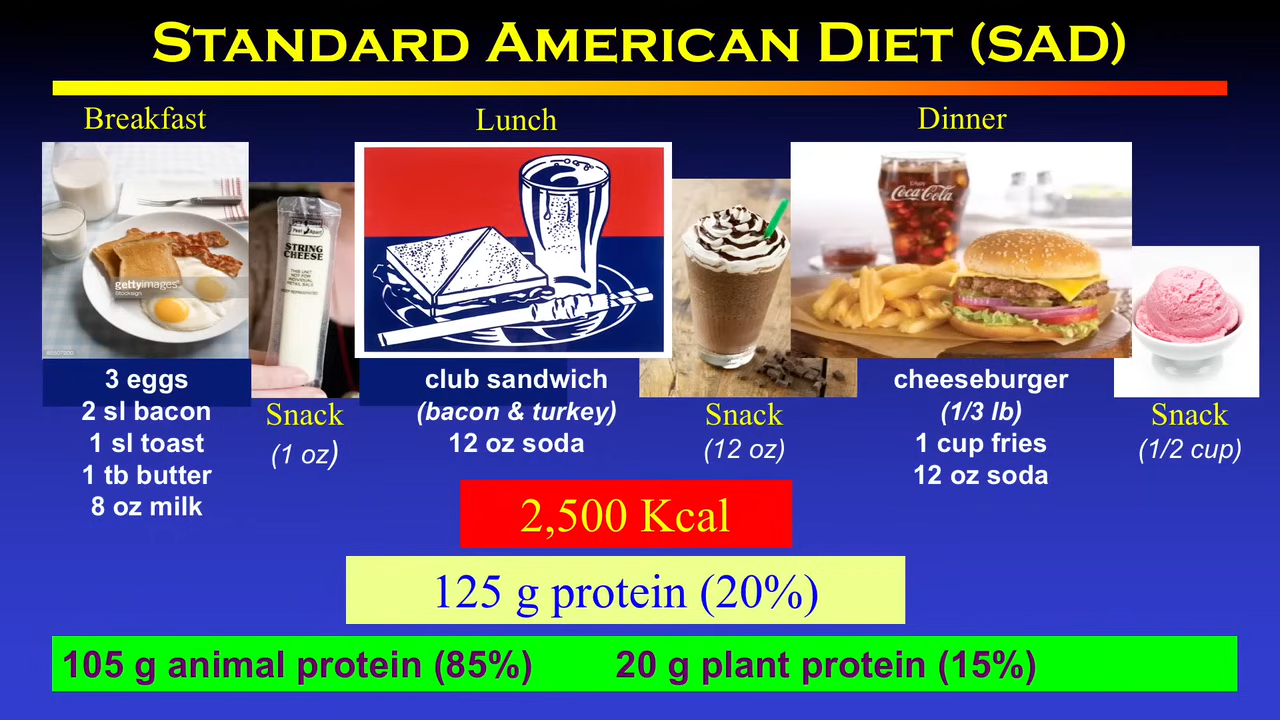 STANDARD AMERICAN DIET (SAD)
Breakfast
Lunch
Dinner
gettyimages
STRING
CHEESE
Coca-Cola
3 eggs
2 sl bacon
1 sl toast
1 tb butter
8 oz milk
Snack
(1 oz)
club sandwich
(bacon & turkey)
12 oz soda
Snack
(12 oz)
cheeseburger
(1/3 lb)
1 cup fries
12 oz soda
Snack
(1/2 cup)
2,500 Kcal
125 g protein (20%)
105 g animal protein (85%) 20 g plant protein (15%)